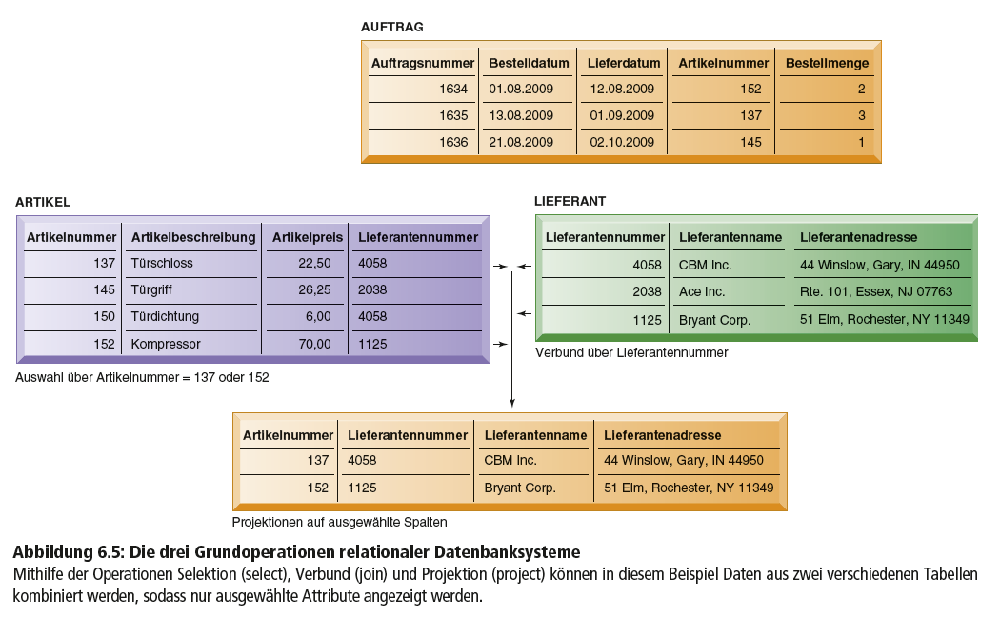 AUFTRAG
Auftragsnummer Bestelldatum Lieferdatum Artikelnummer Bestellmenge
1634 01.08.2009 12.08.2009 152 2
1635 13.08.2009 01.09.2009 137 3
1636 21.08.2009 02.10.2009 145 1
ARTIKEL
Artikelnummer Artikelbeschreibung Artikelpreis Lieferantennummer
137 Türschloss 22,50 4058
145 Türgriff 26,25 2038
150 Türdichtung 6,00 4058
152 Kompressor 70,00 1125
Auswahl über Artikelnummer = 137 oder 152
LIEFERANT
Lieferantennummer Lieferantenname Lieferantenadresse
4058 CBM Inc. 44 Winslow, Gary, IN 44950
2038 Ace Inc. Rte. 101, Essex, NJ 07763
1125 Bryant Corp. 51 Elm, Rochester, NY 11349
Verbund über Lieferantennummer
Artikelnummer Lieferantennummer Lieferantenname Lieferantenadresse
137 4058 CBM Inc. 44 Winslow, Gary, IN 44950
152 1125 Bryant Corp. 51 Elm, Rochester, NY 11349
Projektionen auf ausgewählte Spalten
Abbildung 6.5: Die drei Grundoperationen relationaler Datenbanksysteme
Mithilfe der Operationen Selektion (select), Verbund (join) und Projektion (project) können in diesem Beispiel Daten aus zwei verschiedenen Tabellen
kombiniert werden, sodass nur ausgewählte Attribute angezeigt werden.